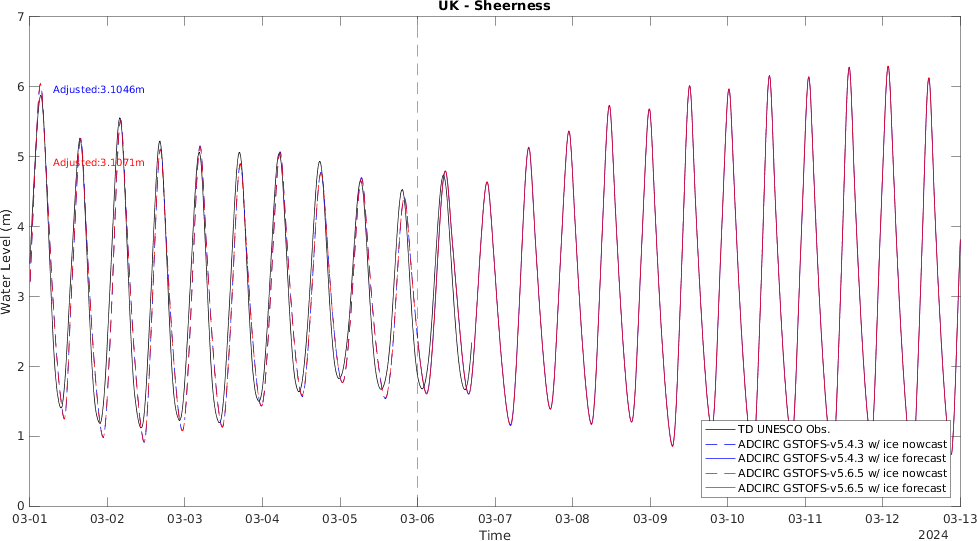 UK - Sheerness
7
6
5
4
3
2
1
0
Water Level (m)
Adjusted:3.1046m
Adjusted:3.1071m
TD UNESCO Obs.
ADCIRC GSTOFS-v5.4.3 w/ ice nowcast
ADCIRC GSTOFS-v5.4.3 w/ ice forecast
ADCIRC GSTOFS-v5.6.5 w/ ice nowcast
ADCIRC GSTOFS-v5.6.5 w/ ice forecast
03-01 03-02 03-03 03-04 03-05 03-06 03-07 03-08 03-09 03-10 03-11 03-12 03-13
Time
2024